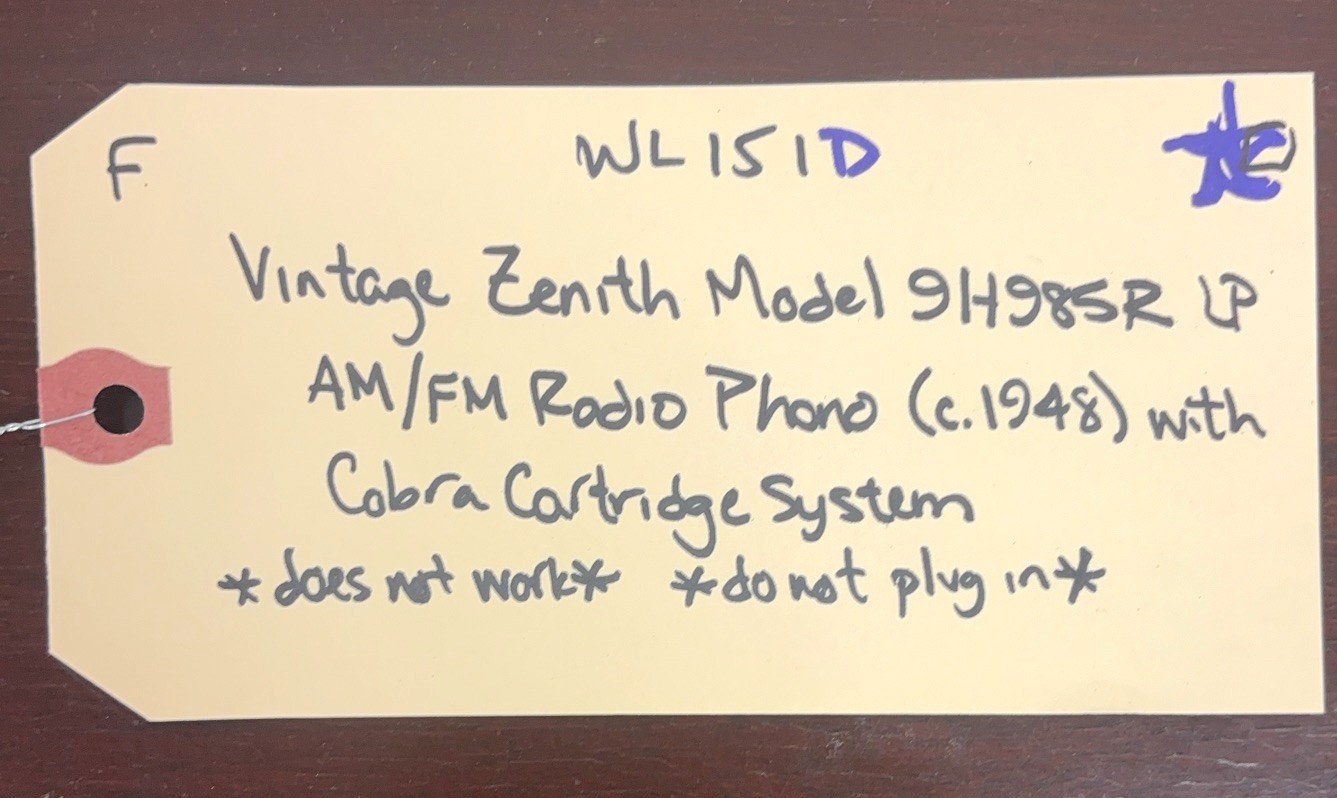 F WL151D
Vintage Zenith Model 9H985R LP
AM/FM Radio Phono (c.1948) with
Cobra Cartridge System
*does not work* *do not plug in*